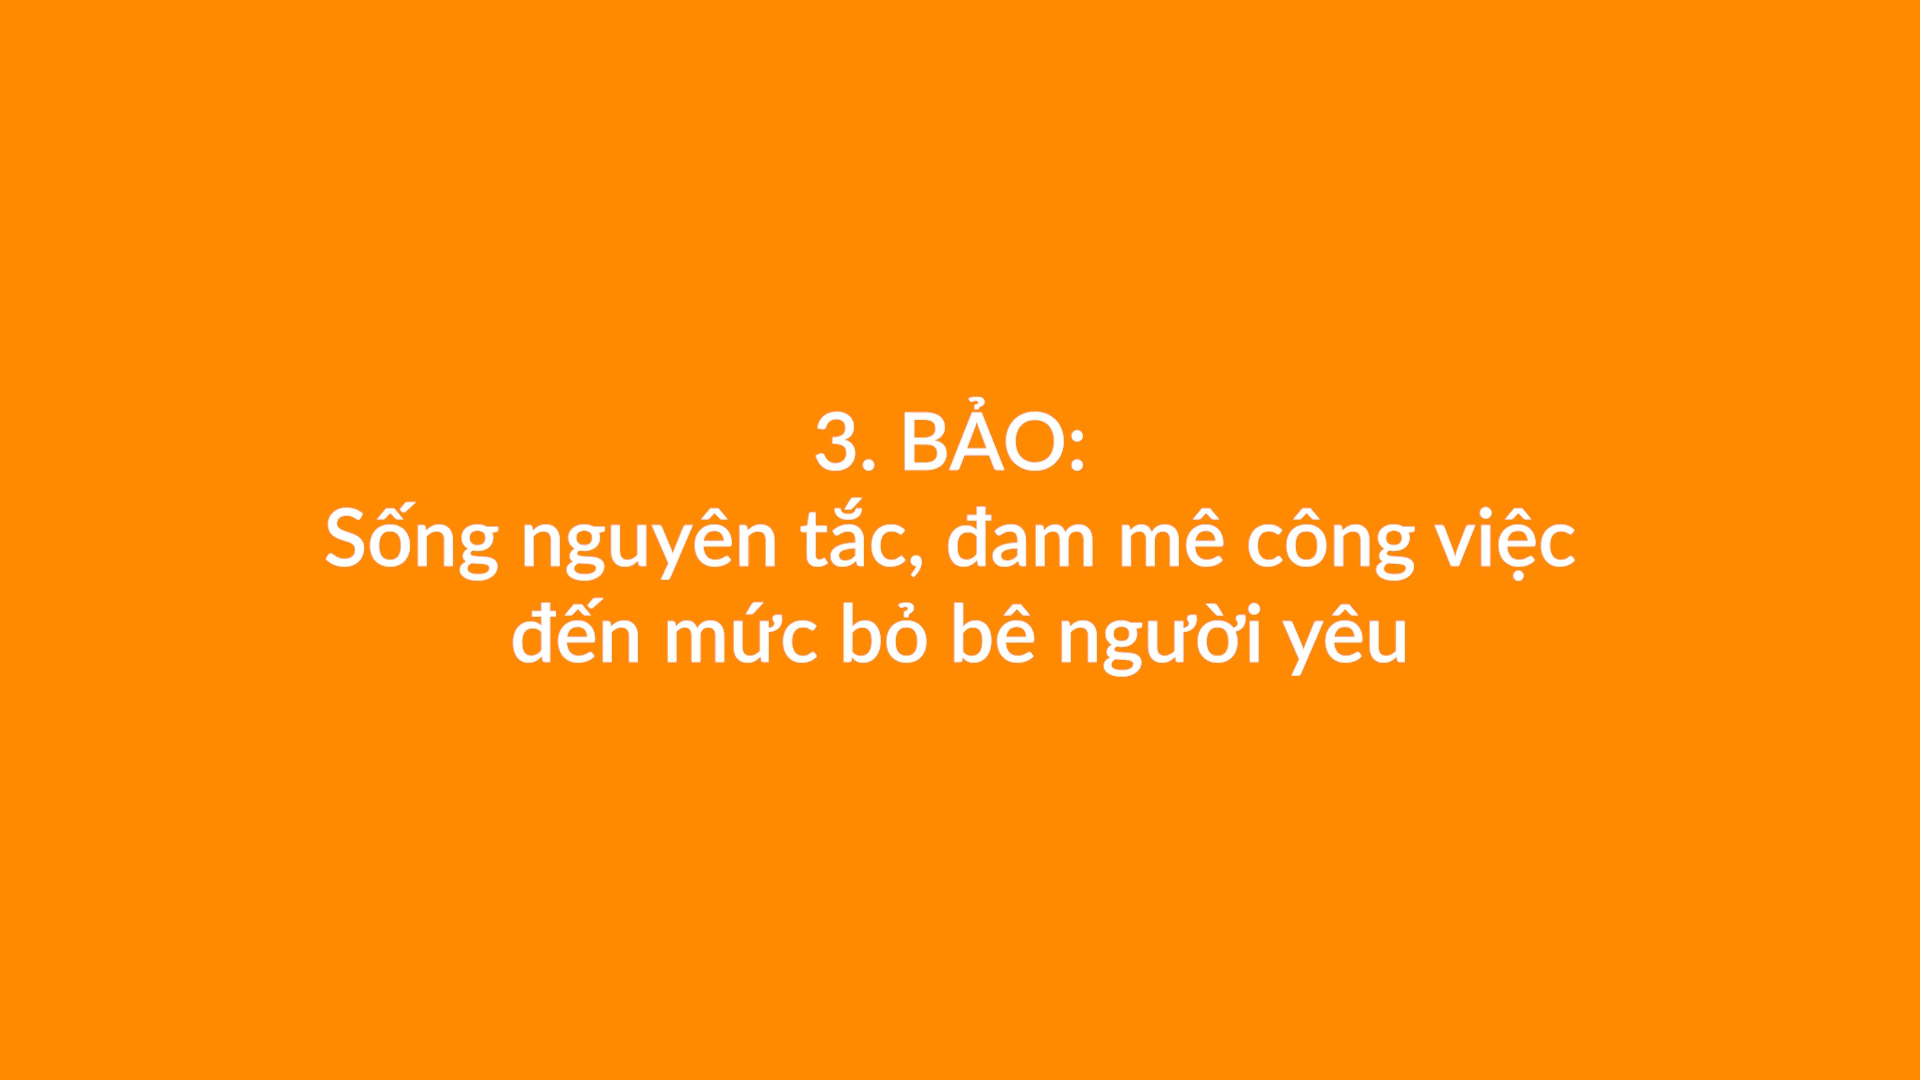 3. BẢO:
Sống nguyên tắc, đam mê công việc
đến mức bỏ bê người yêu